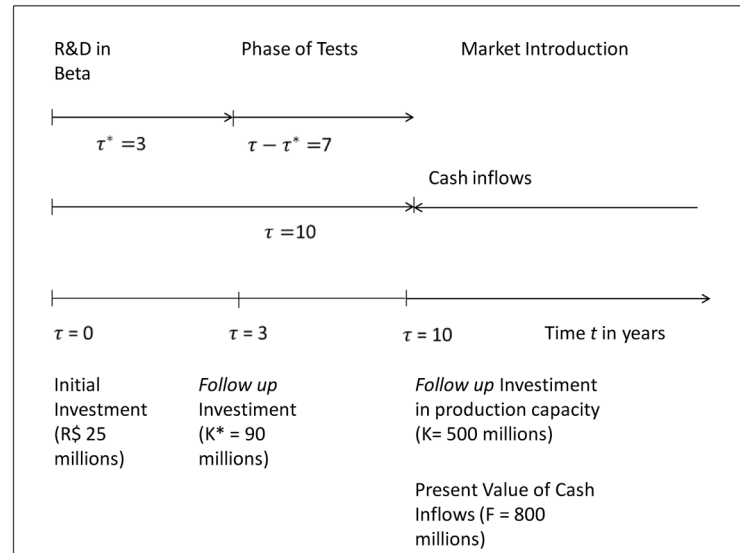 R&D in
Beta
Phase of Tests
Market Introduction
τ* =3
τ − τ* =7
Cash inflows
τ =10
τ = 0
τ = 3
τ = 10
Time t in years
Initial
Investment
(R$ 25
millions)
Follow up
Investiment
(K* = 90
millions)
Follow up Investiment
in production capacity
(K= 500 millions)
Present Value of Cash
Inflows (F = 800
millions)